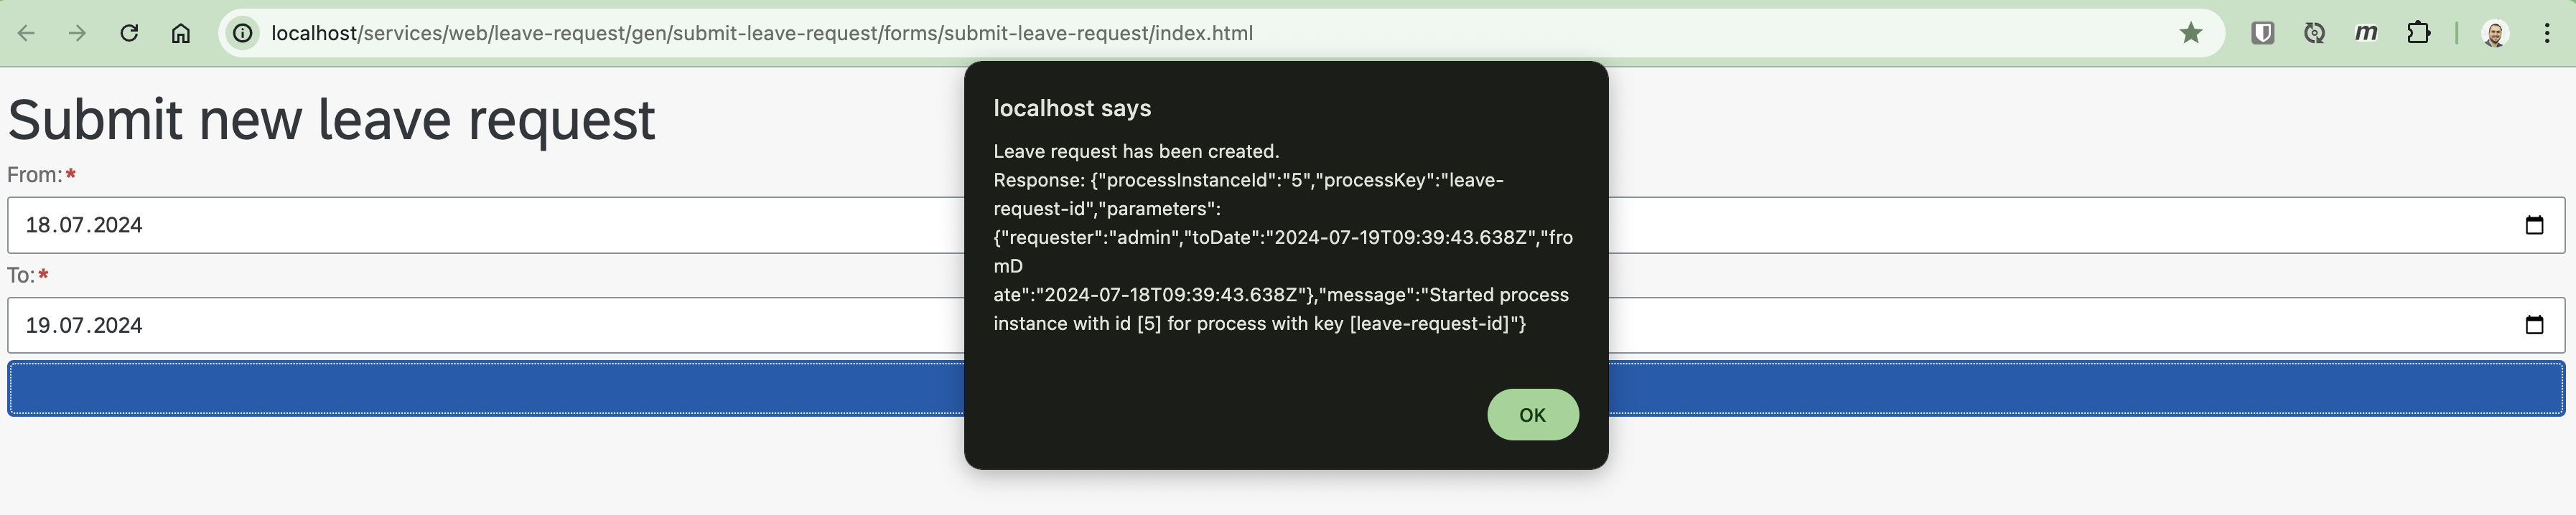 localhost/services/web/leave-request/gen/submit-leave-request/forms/submit-leave-request/index.html
m
Submit new leave request
From:*
18.07.2024
To:*
19.07.2024
localhost says
Leave request has been created.
Response: {"processInstanceId":"5","processKey":"leave-
request-id","parameters":
{"requester":"admin","toDate":"2024-07-19T09:39:43.638Z","fro
mD
ate":"2024-07-18T09:39:43.638Z"},"message":"Started process
instance with id [5] for process with key [leave-request-id]"}
OK